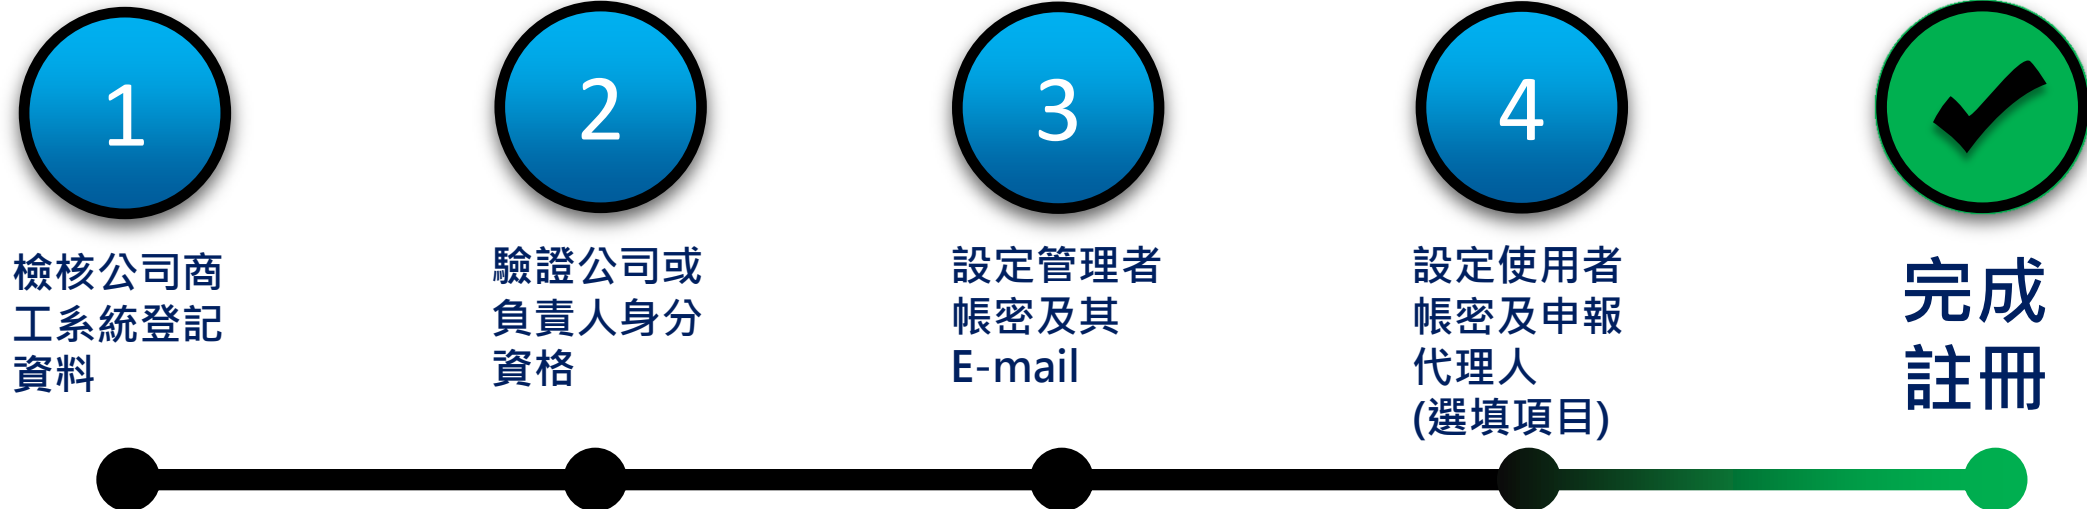 1
檢核公司商
工系統登記
資料
2
驗證公司或
負責人身分
資格
3
設定管理者
帳密及其
E-mail
4
設定使用者
帳密及申報
代理人
(選填項目)
完成
註冊